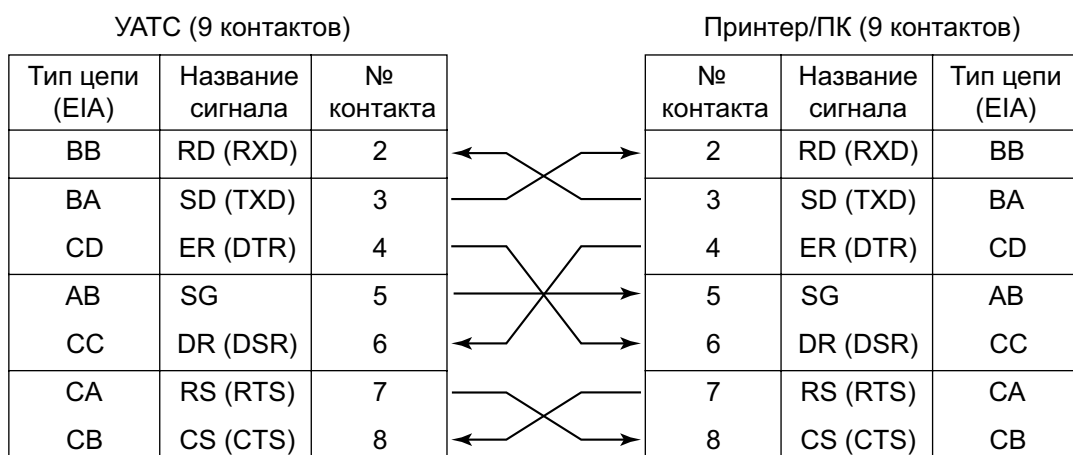 УАТС (9 контактов) Принтер/ПК (9 контактов)
Тип цепи (EIA) Название сигнала № контакта № контакта Название сигнала Тип цепи (EIA)
BB RD (RXD) 2 2 RD (RXD) BB
BA SD (TXD) 3 3 SD (TXD) BA
CD ER (DTR) 4 4 ER (DTR) CD
AB SG 5 5 SG AB
CC DR (DSR) 6 6 DR (DSR) CC
CA RS (RTS) 7 7 RS (RTS) CA
CB CS (CTS) 8 8 CS (CTS) CB